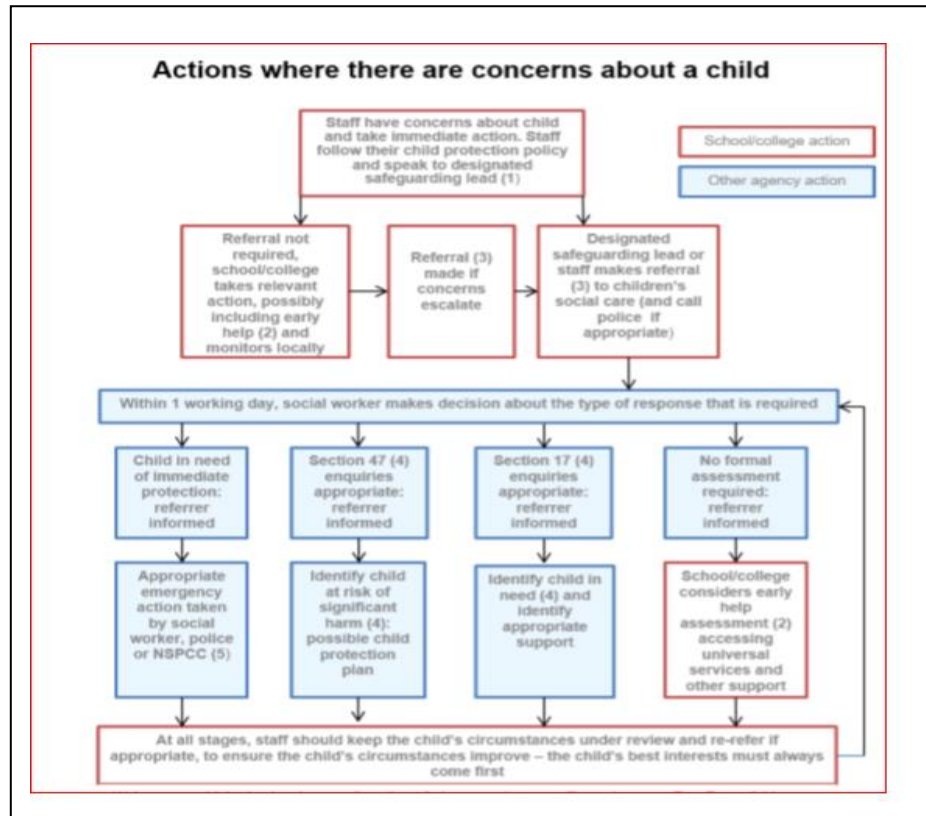 Actions where there are concerns about a child
Staff have concerns about child
and take immediate action. Staff
follow their child protection policy
and speak to designated
safeguarding lead (1)
School/college action
Other agency action
Referral not
required,
school/college
takes relevant
action, possibly
including early
help (2) and
monitors locally
Referral (3)
made if
concerns
escalate
Designated
safeguarding lead or
staff makes referral
(3) to children's
social care (and call
police if
appropriate)
Within 1 working day, social worker makes decision about the type of response that is required
Child in need
of immediate
protection:
referrer
informed
Section 47 (4)
enquiries
appropriate:
referrer
informed
Section 17 (4)
enquiries
appropriate:
referrer
informed
No formal
assessment
required:
referrer
informed
Appropriate
emergency
action taken
by social
worker, police
or NSPCC (5)
Identify child
at risk of
significant
harm (4):
possible child
protection
plan
Identify child in
need (4) and
identify
appropriate
support
School/college
considers early
help
assessment (2)
accessing
universal
services and
other support
At all stages, staff should keep the child's circumstances under review and re-refer if
appropriate, to ensure the child's circumstances improve – the child's best interests must always
come first